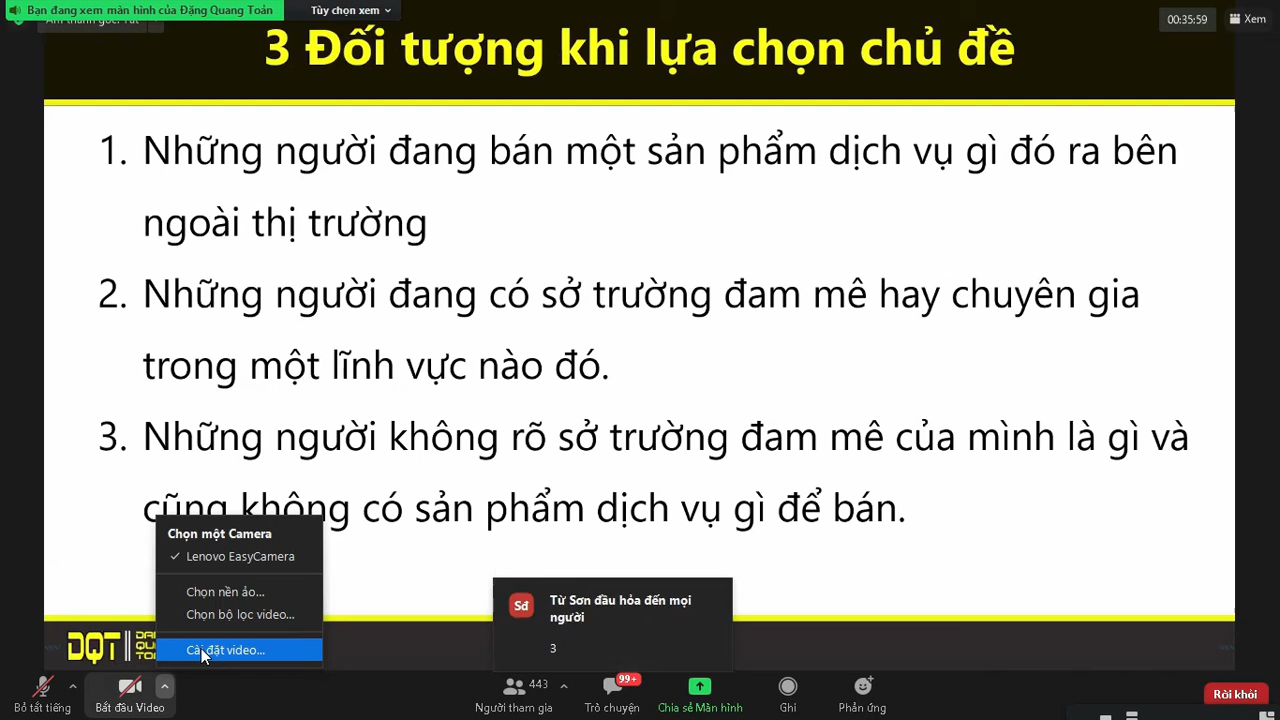 Bạn đang xem màn hình của Đặng Quang Toản
Tùy chọn xem
00:35:59
Xem
3 Đối tượng khi lựa chọn chủ đề
1. Những người đang bán một sản phẩm dịch vụ gì đó ra bên
ngoài thị trường
2. Những người đang có sở trường đam mê hay chuyên gia
trong một lĩnh vực nào đó.
3. Những người không rõ sở trường đam mê của mình là gì và
cũng không có sản phẩm dịch vụ gì để bán.
Chọn một Camera
Lenovo EasyCamera
Chọn nền ảo...
Chọn bộ lọc video...
Cài đặt video...
Sđ
Từ Sơn đầu hỏa đến mọi
người
3
DQT
99+
443
Bỏ tắt tiếng
Bắt đầu Video
Người tham gia
Trò chuyện
Chia sẻ Màn hình
Ghi
Phản ứng
Rời khỏi